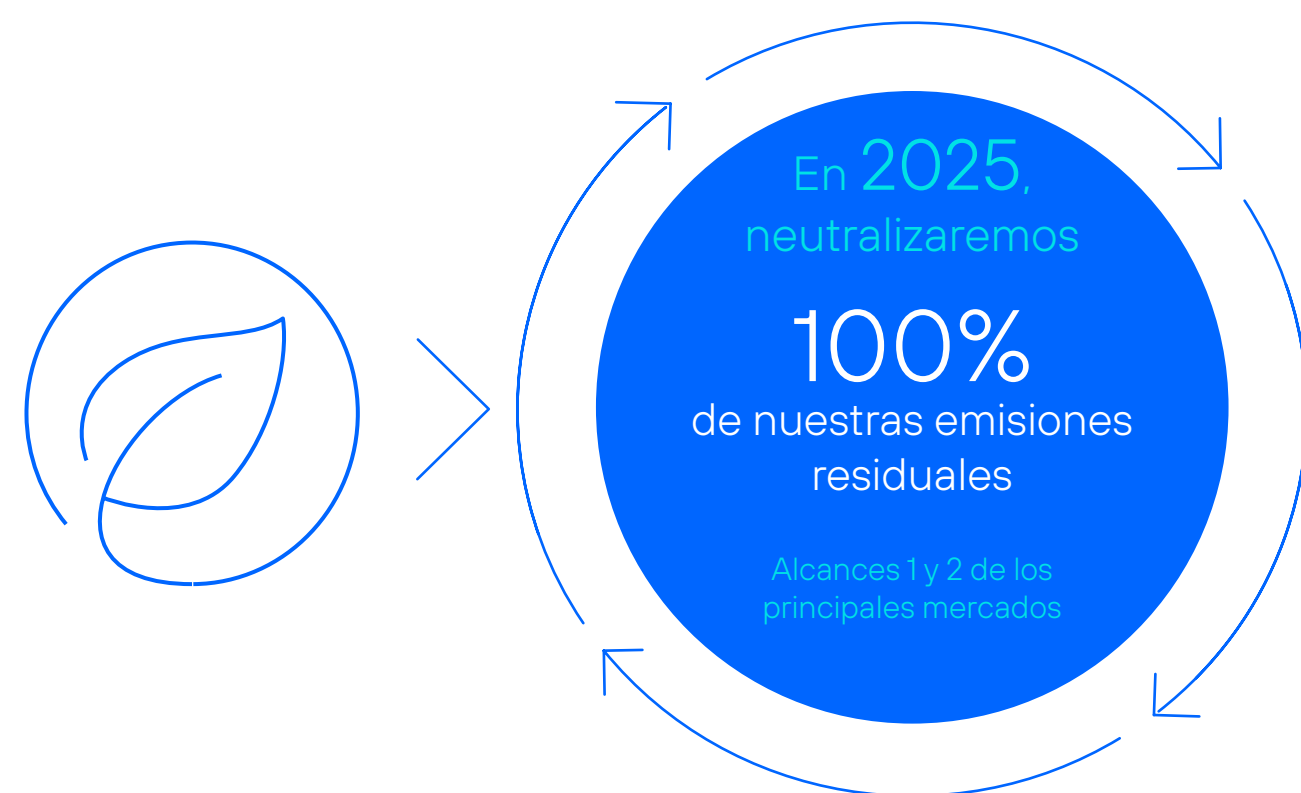 En 2025,
neutralizaremos
100%
de nuestras emisiones
residuales
Alcances 1 y 2 de los
principales mercados